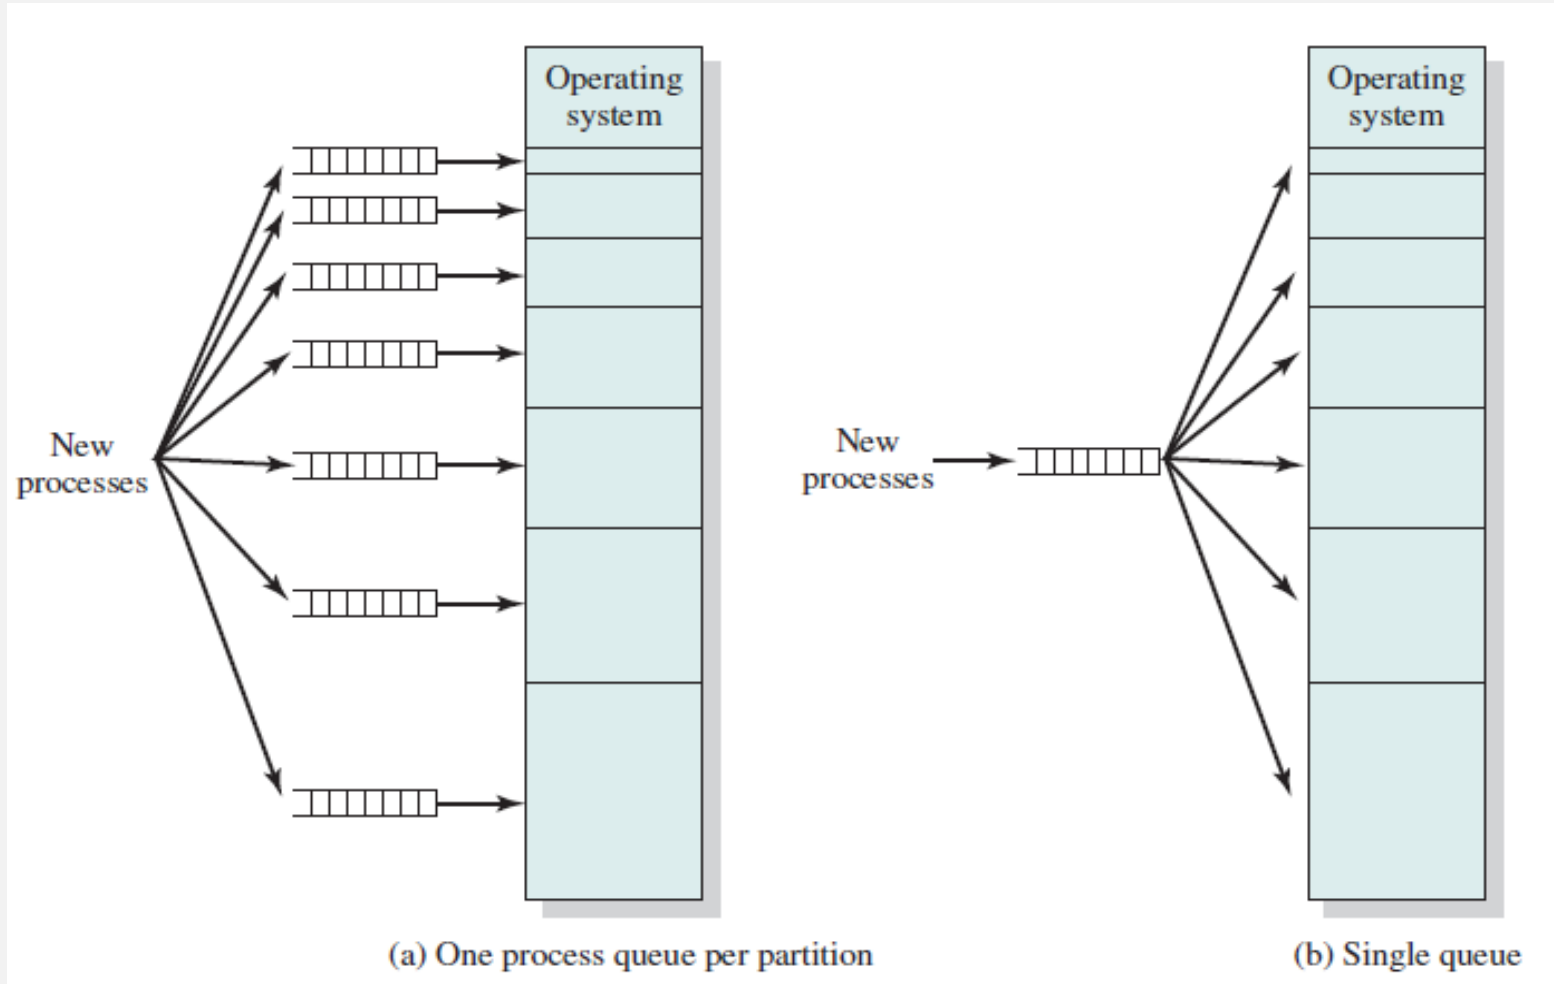 Operating
system
New
processes
(a) One process queue per partition
Operating
system
New
processes
(b) Single queue